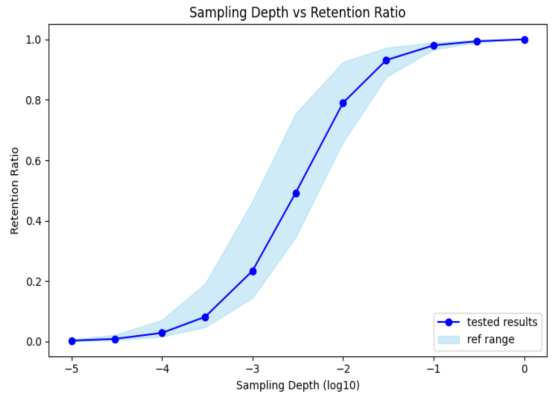 Sampling Depth vs Retention Ratio
1.0
0.8
0.6
0.4
0.2
0.0
Retention Ratio
−5
−4
−3
−2
−1
0
Sampling Depth (log10)
tested results
ref range